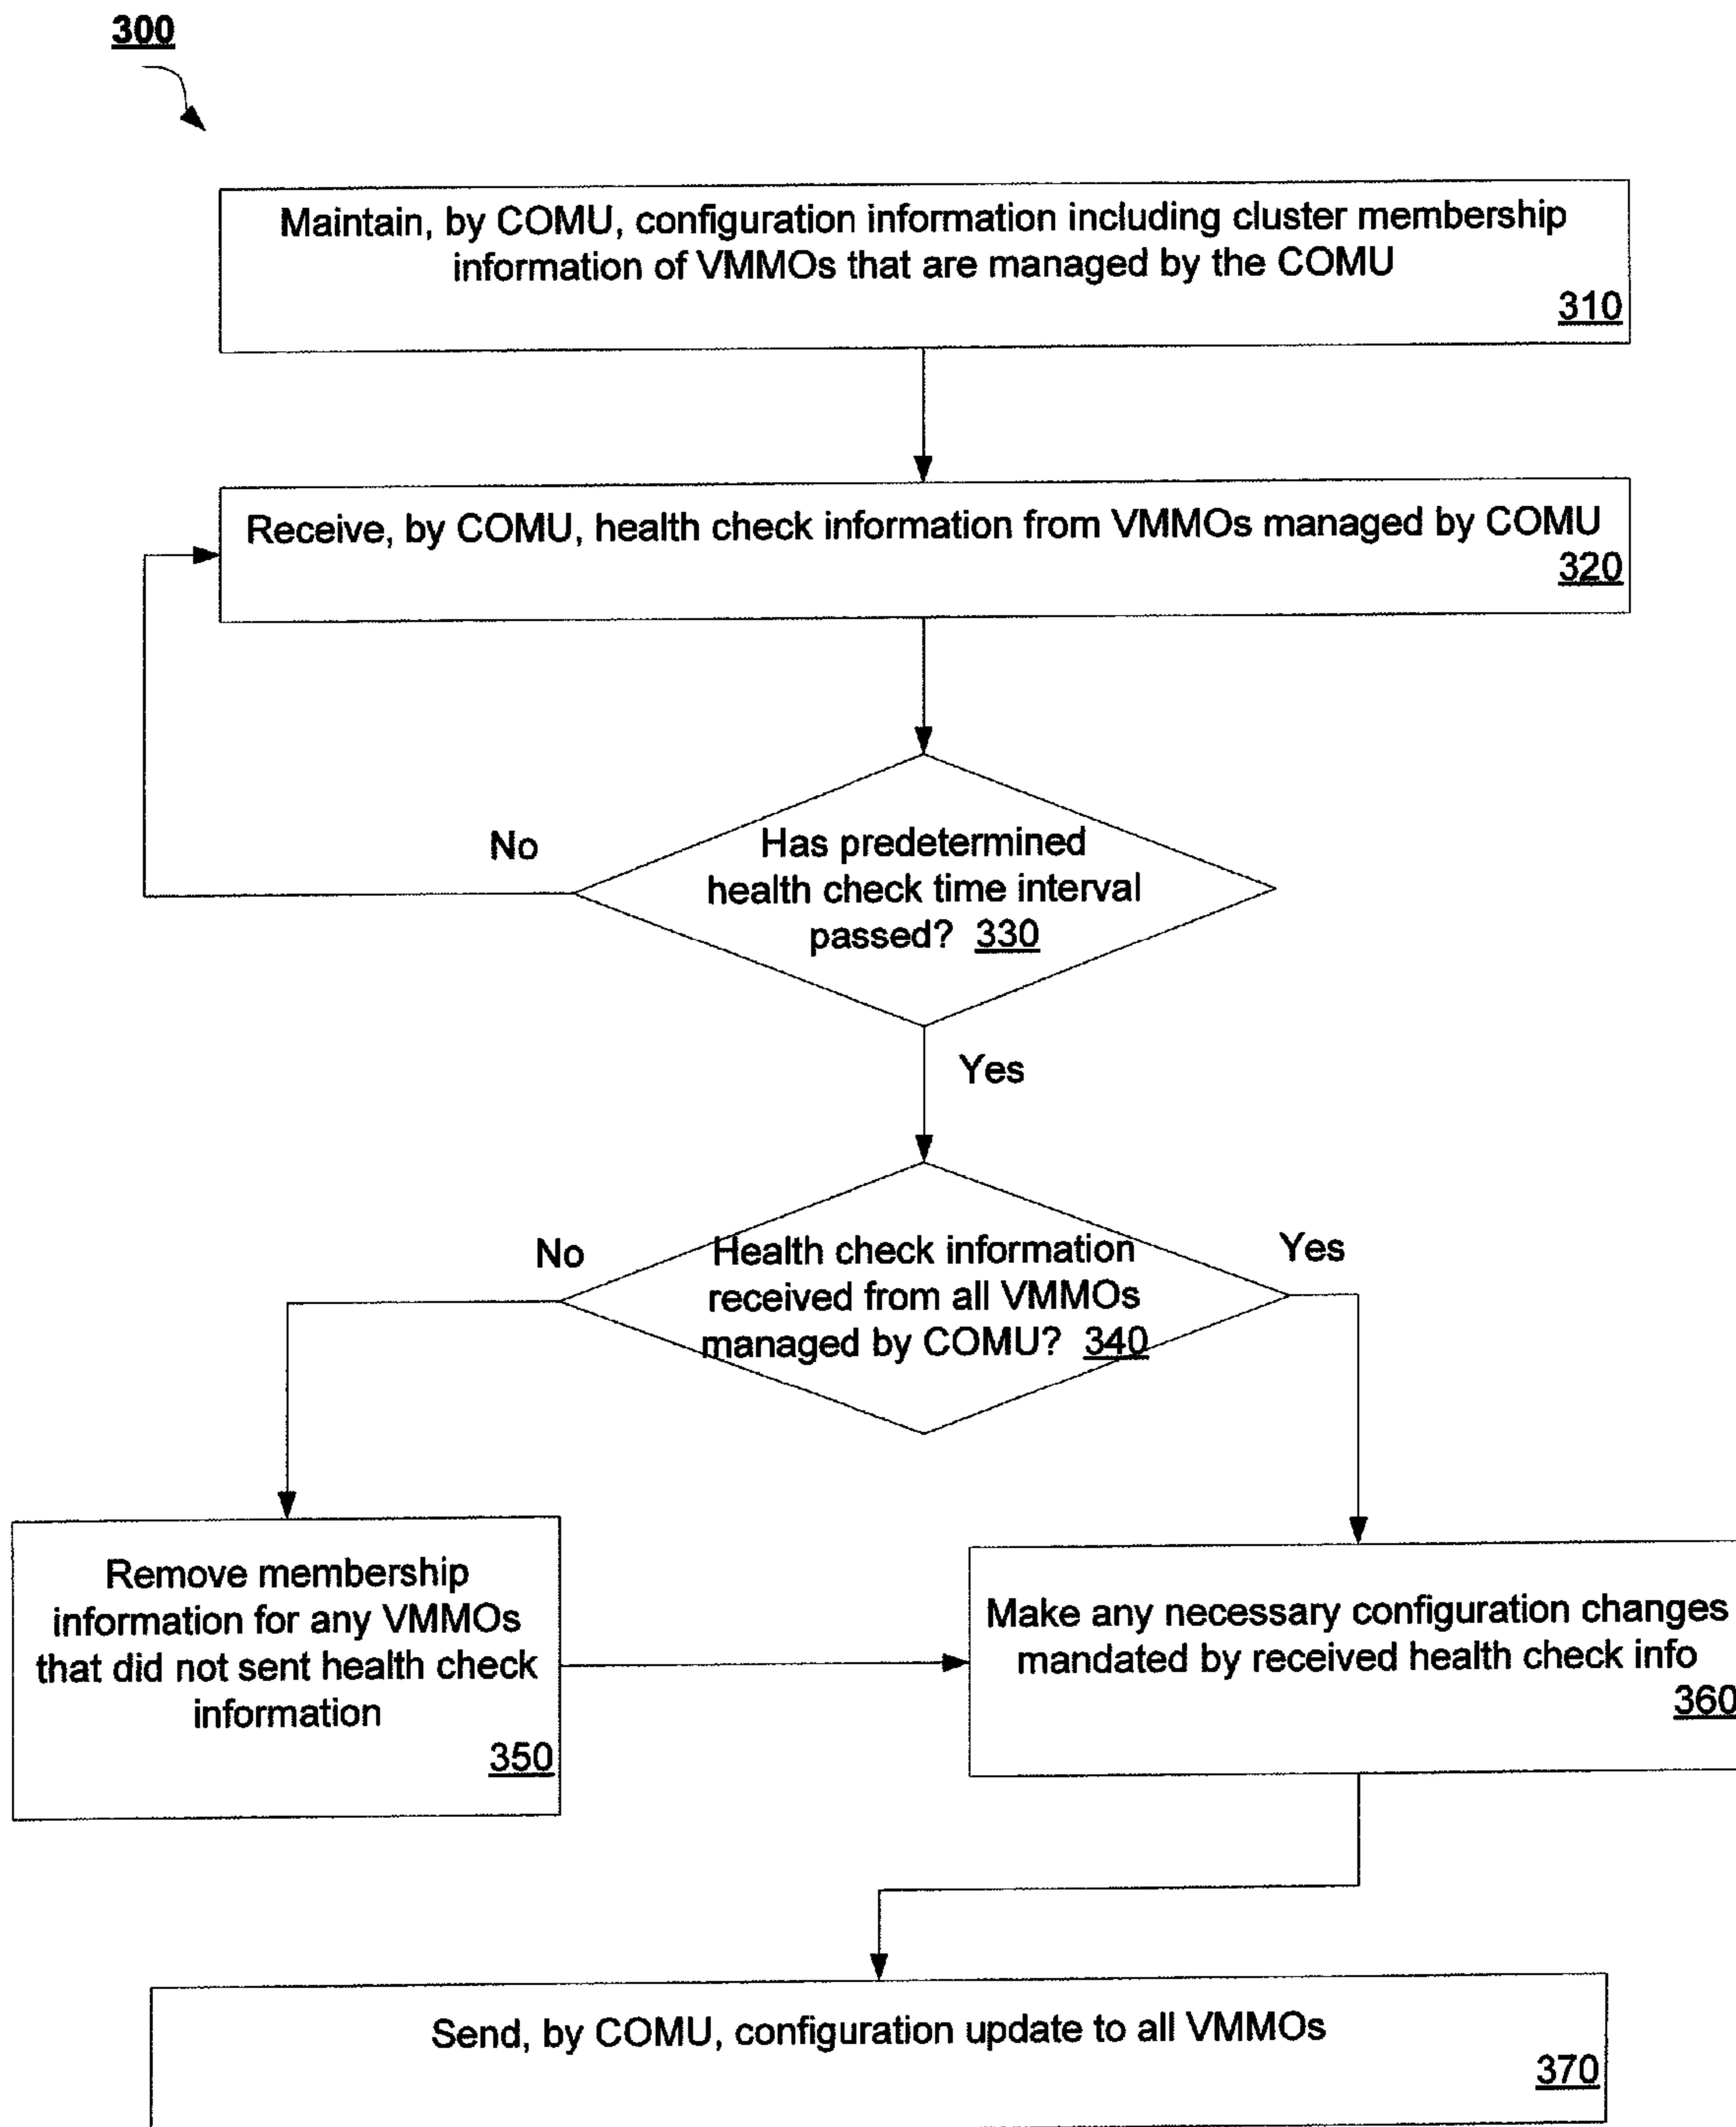 300
Maintain, by COMU, configuration information including cluster membership
information of VMMOs that are managed by the COMU
310
Receive, by COMU, health check information from VMMOs managed by COMU
320
No
Has predetermined
health check time interval
passed? 330
Yes
No
Health check information
received from all VMMOs
managed by COMU? 340
Yes
Remove membership
information for any VMMOs
that did not sent health check
information
350
Make any necessary configuration changes
mandated by received health check info
360
Send, by COMU, configuration update to all VMMOs
370